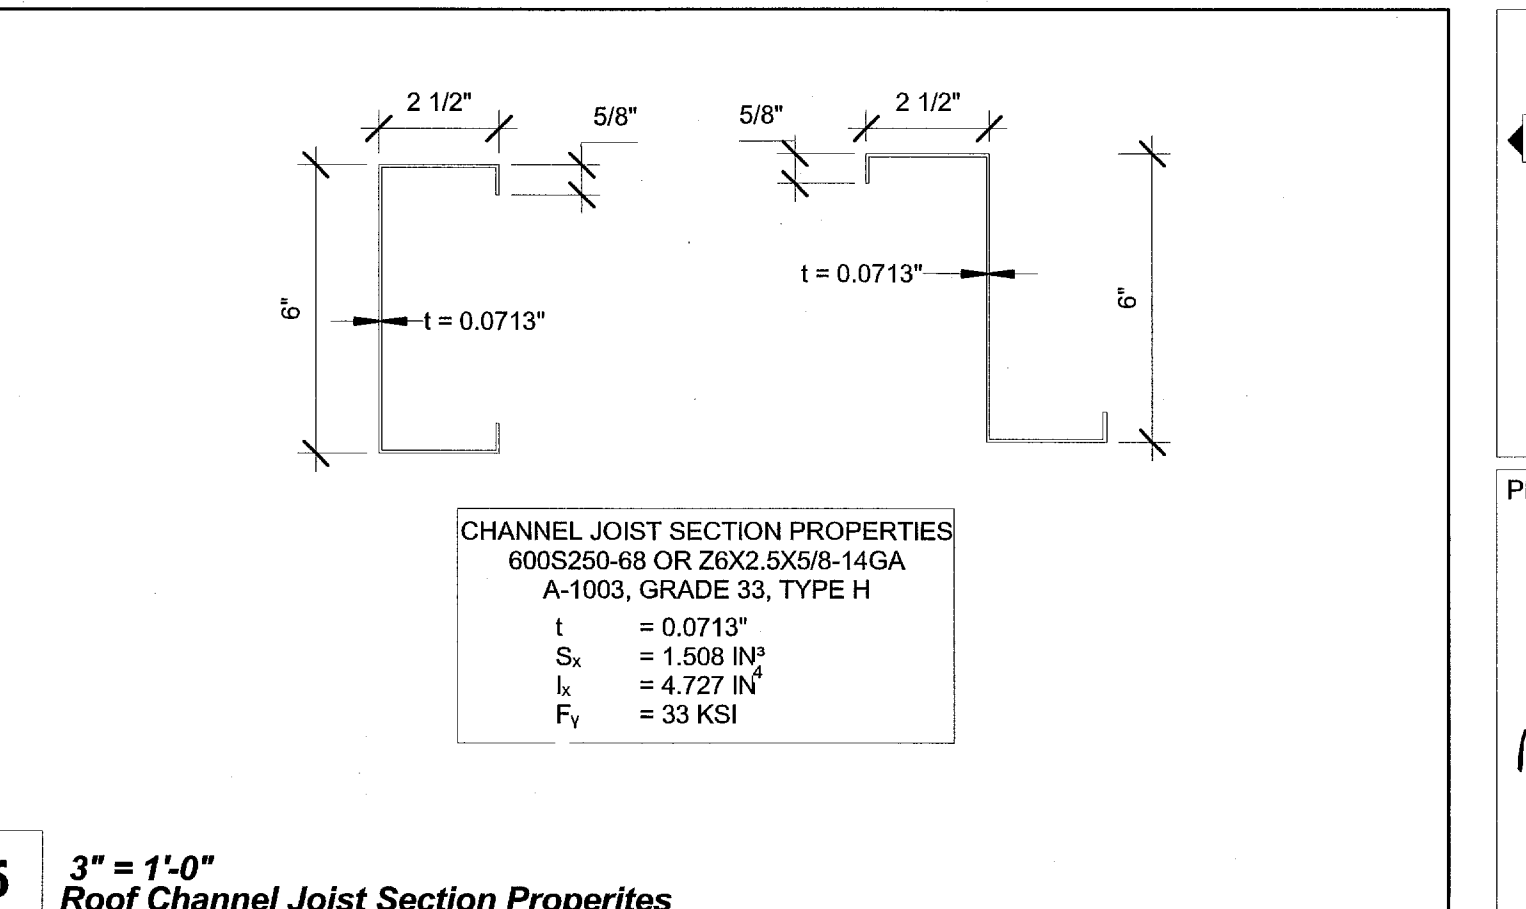 2 1/2"
5/8"
5/8"
2 1/2"
6"
t = 0.0713"
t = 0.0713"
6"
CHANNEL JOIST SECTION PROPERTIES
600S250-68 OR Z6X2.5X5/8-14GA
A-1003, GRADE 33, TYPE H
t = 0.0713"
Sx = 1.508 IN³
Ix = 4.727 IN⁴
Fy = 33 KSI
3" = 1'-0"
Roof Channel Joist Section Properites